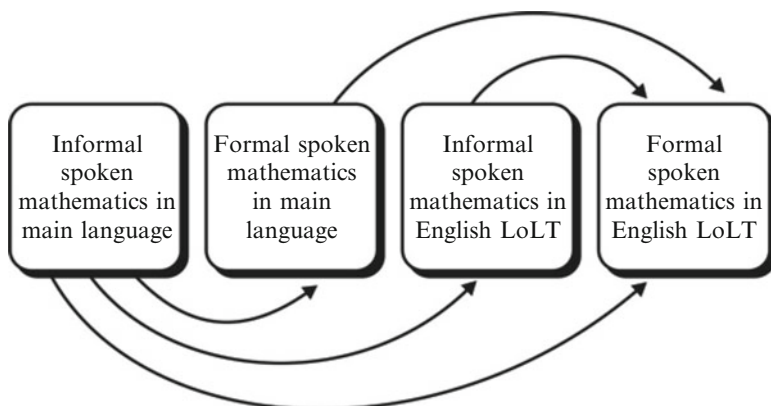 Informal
spoken
mathematics in
main language
Formal spoken
mathematics
in main
language
Informal
spoken
mathematics in
English LoLT
Formal
spoken
mathematics in
English LoLT